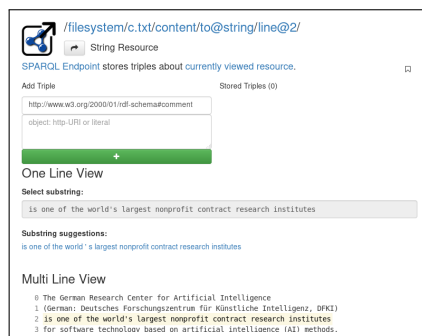 /filesystem/c.txt/content/to@string/line@2/
String Resource
SPARQL Endpoint stores triples about currently viewed resource.
Add Triple
Stored Triples (0)
http://www.w3.org/2000/01/rdf-schema#comment
object: http-URI or literal
+
One Line View
Select substring:
is one of the world's largest nonprofit contract research institutes
Substring suggestions:
is one of the world ' s largest nonprofit contract research institutes
Multi Line View
0 The German Research Center for Artificial Intelligence
1 (German: Deutsches Forschungszentrum für Künstliche Intelligenz, DFKI)
2 is one of the world's largest nonprofit contract research institutes
3 for software technology based on artificial intelligence (AI) methods.